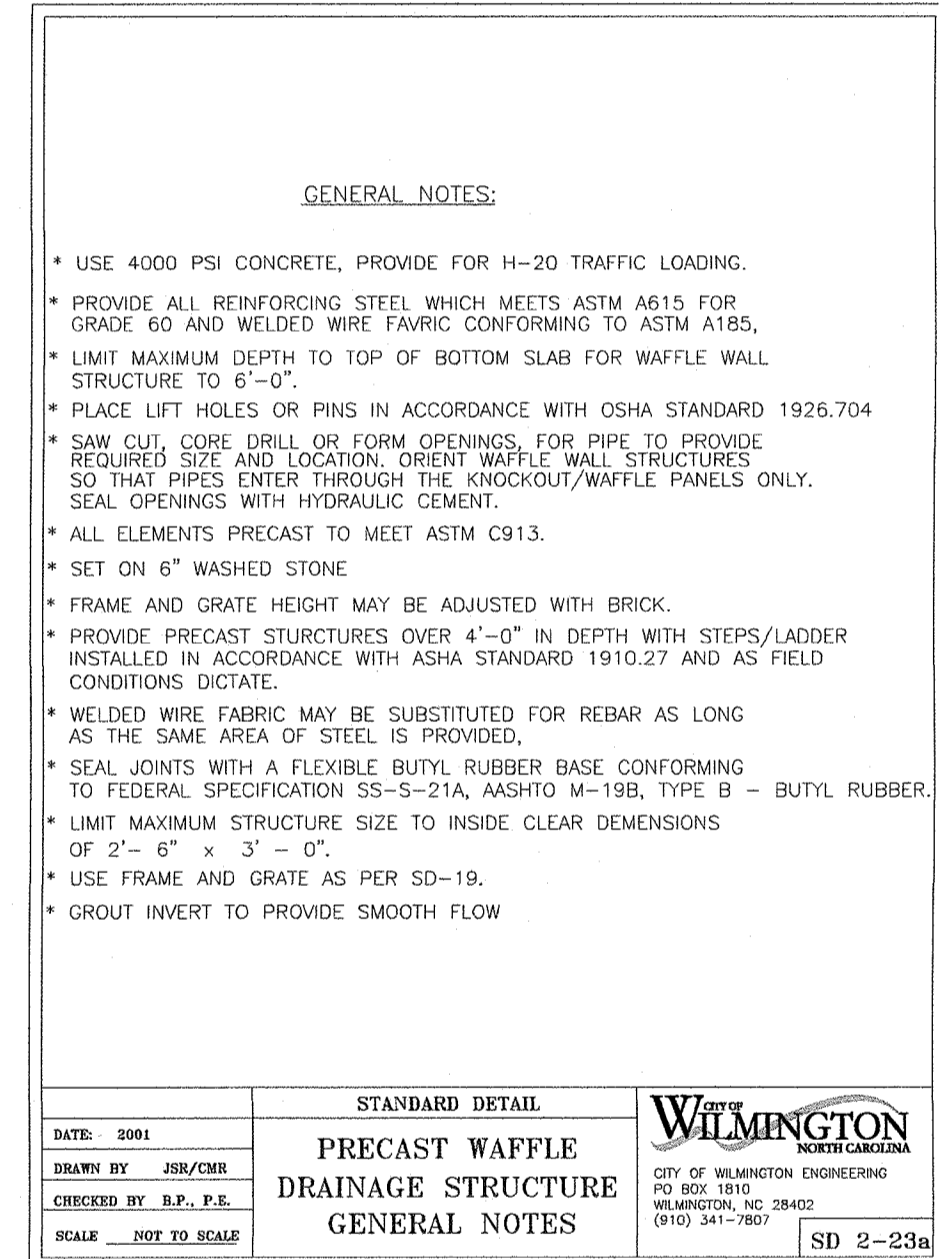 GENERAL NOTES:
* USE 4000 PSI CONCRETE, PROVIDE FOR H-20 TRAFFIC LOADING.
* PROVIDE ALL REINFORCING STEEL WHICH MEETS ASTM A615 FOR
GRADE 60 AND WELDED WIRE FAVRIC CONFORMING TO ASTM A185,
* LIMIT MAXIMUM DEPTH TO TOP OF BOTTOM SLAB FOR WAFFLE WALL
STRUCTURE TO 6'-0".
* PLACE LIFT HOLES OR PINS IN ACCORDANCE WITH OSHA STANDARD 1926.704
* SAW CUT, CORE DRILL OR FORM OPENINGS, FOR PIPE TO PROVIDE
REQUIRED SIZE AND LOCATION. ORIENT WAFFLE WALL STRUCTURES
SO THAT PIPES ENTER THROUGH THE KNOCKOUT/WAFFLE PANELS ONLY.
SEAL OPENINGS WITH HYDRAULIC CEMENT.
* ALL ELEMENTS PRECAST TO MEET ASTM C913.
* SET ON 6" WASHED STONE
* FRAME AND GRATE HEIGHT MAY BE ADJUSTED WITH BRICK.
* PROVIDE PRECAST STURCTURES OVER 4'-0" IN DEPTH WITH STEPS/LADDER
INSTALLED IN ACCORDANCE WITH ASHA STANDARD 1910.27 AND AS FIELD
CONDITIONS DICTATE.
* WELDED WIRE FABRIC MAY BE SUBSTITUTED FOR REBAR AS LONG
AS THE SAME AREA OF STEEL IS PROVIDED,
* SEAL JOINTS WITH A FLEXIBLE BUTYL RUBBER BASE CONFORMING
TO FEDERAL SPECIFICATION SS-S-21A, AASHTO M-19B, TYPE B - BUTYL RUBBER.
* LIMIT MAXIMUM STRUCTURE SIZE TO INSIDE CLEAR DEMENSIONS
OF 2'- 6" x 3' - 0".
* USE FRAME AND GRATE AS PER SD-19.
* GROUT INVERT TO PROVIDE SMOOTH FLOW
DATE: 2001
DRAWN BY JSR/CMR
CHECKED BY B.P., P.E.
SCALE NOT TO SCALE
STANDARD DETAIL
PRECAST WAFFLE
DRAINAGE STRUCTURE
GENERAL NOTES
CITY OF
WILMINGTON
NORTH CAROLINA
CITY OF WILMINGTON ENGINEERING
PO BOX 1810
WILMINGTON, NC 28402
(910) 341-7807
SD 2-23a